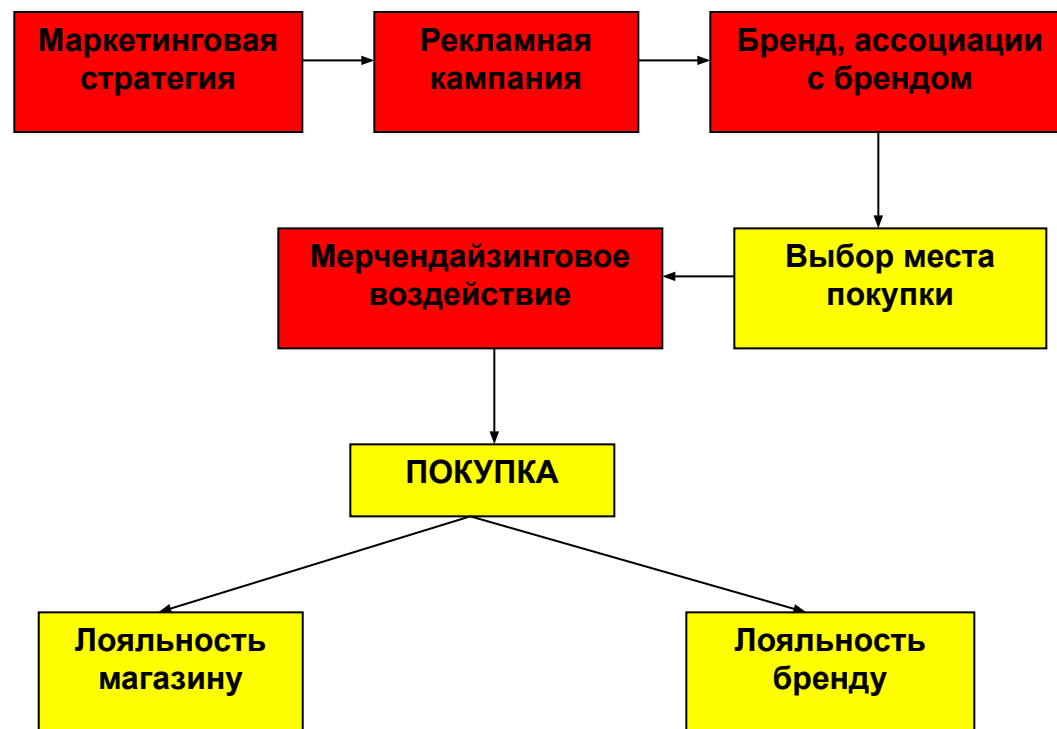 Маркетинговая
стратегия
Рекламная
кампания
Бренд, ассоциации
с брендом
Мерчендайзинговое
воздействие
Выбор места
покупки
ПОКУПКА
Лояльность
магазину
Лояльность
бренду